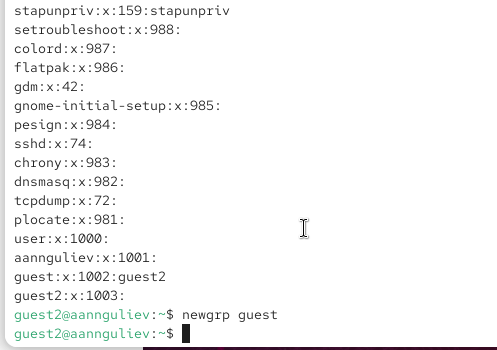 stapunpriv:x:159:stapunpriv
setroubleshoot:x:988:
colord:x:987:
flatpak:x:986:
gdm:x:42:
gnome-initial-setup:x:985:
pesign:x:984:
sshd:x:74:
chrony:x:983:
dnsmasq:x:982:
tcpdump:x:72:
plocate:x:981:
user:x:1000:
aannguliev:x:1001:
guest:x:1002:guest2
guest2:x:1003:
guest2@aannguliev:~$ newgrp guest
guest2@aannguliev:~$